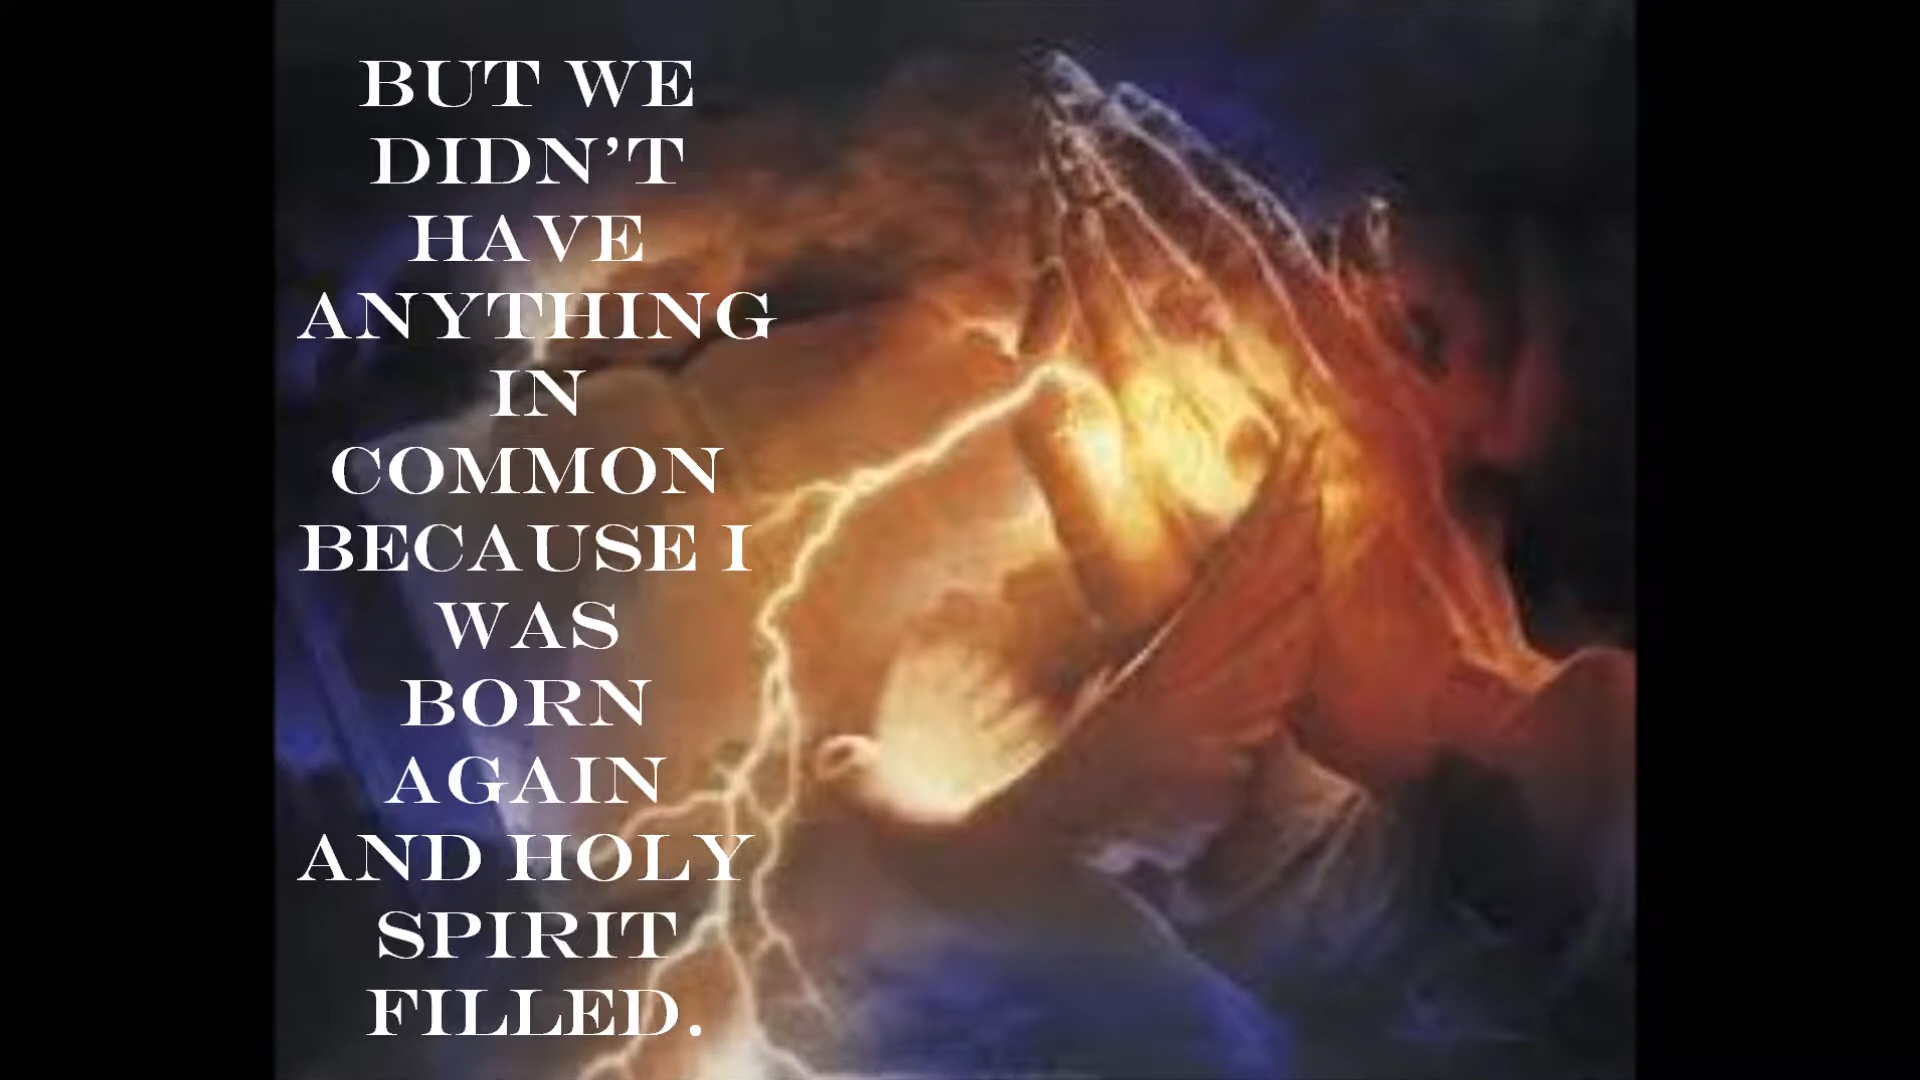 BUT WE
DIDN'T
HAVE
ANYTHING
IN
COMMON
BECAUSE I
WAS
BORN
AGAIN
AND HOLY
SPIRIT
FILLED.